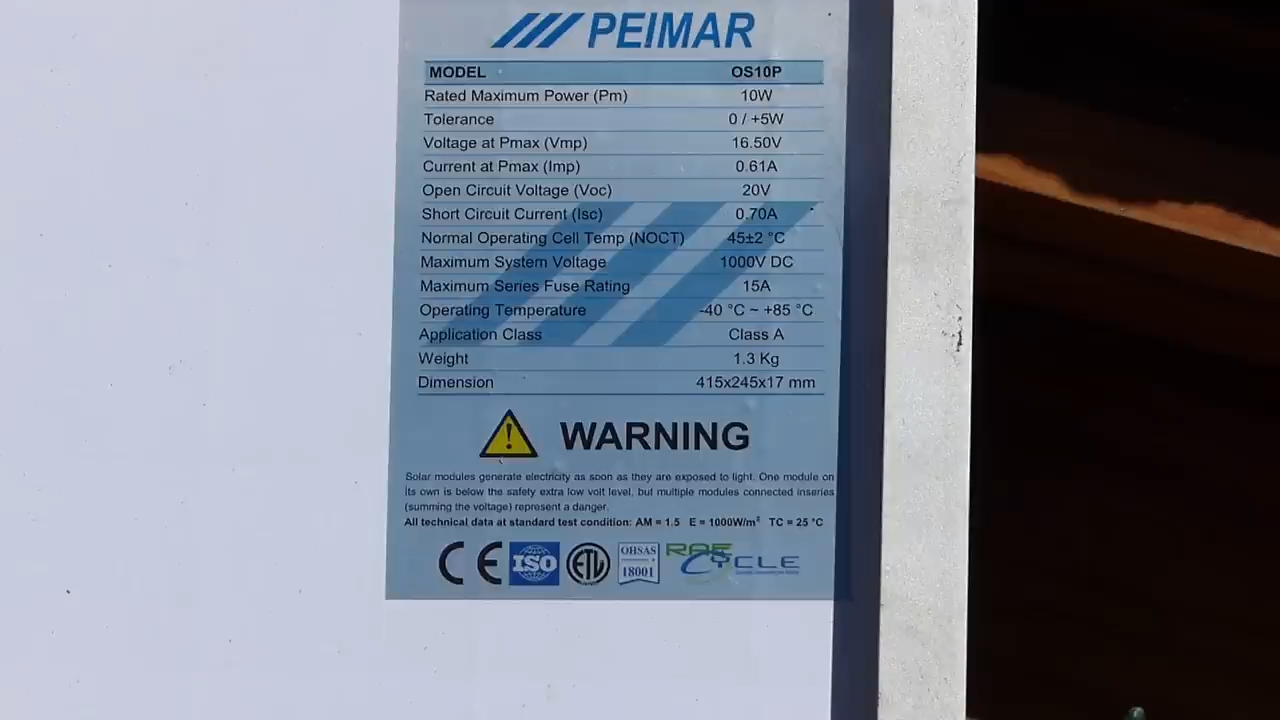 PEIMAR
MODEL OS10P
Rated Maximum Power (Pm) 10W
Tolerance 0 / +5W
Voltage at Pmax (Vmp) 16.50V
Current at Pmax (Imp) 0.61A
Open Circuit Voltage (Voc) 20V
Short Circuit Current (Isc) 0.70A
Normal Operating Cell Temp (NOCT) 45±2 °C
Maximum System Voltage 1000V DC
Maximum Series Fuse Rating 15A
Operating Temperature -40 °C ~ +85 °C
Application Class Class A
Weight 1.3 Kg
Dimension 415x245x17 mm
WARNING
Solar modules generate electricity as soon as they are exposed to light. One module on
its own is below the safety extra low volt level, but multiple modules connected inseries
(summing the voltage) represent a danger.
All technical data at standard test condition: AM = 1.5 E = 1000W/m² TC = 25 °C
CE ISO ETL OHSAS 18001 RAEcycle